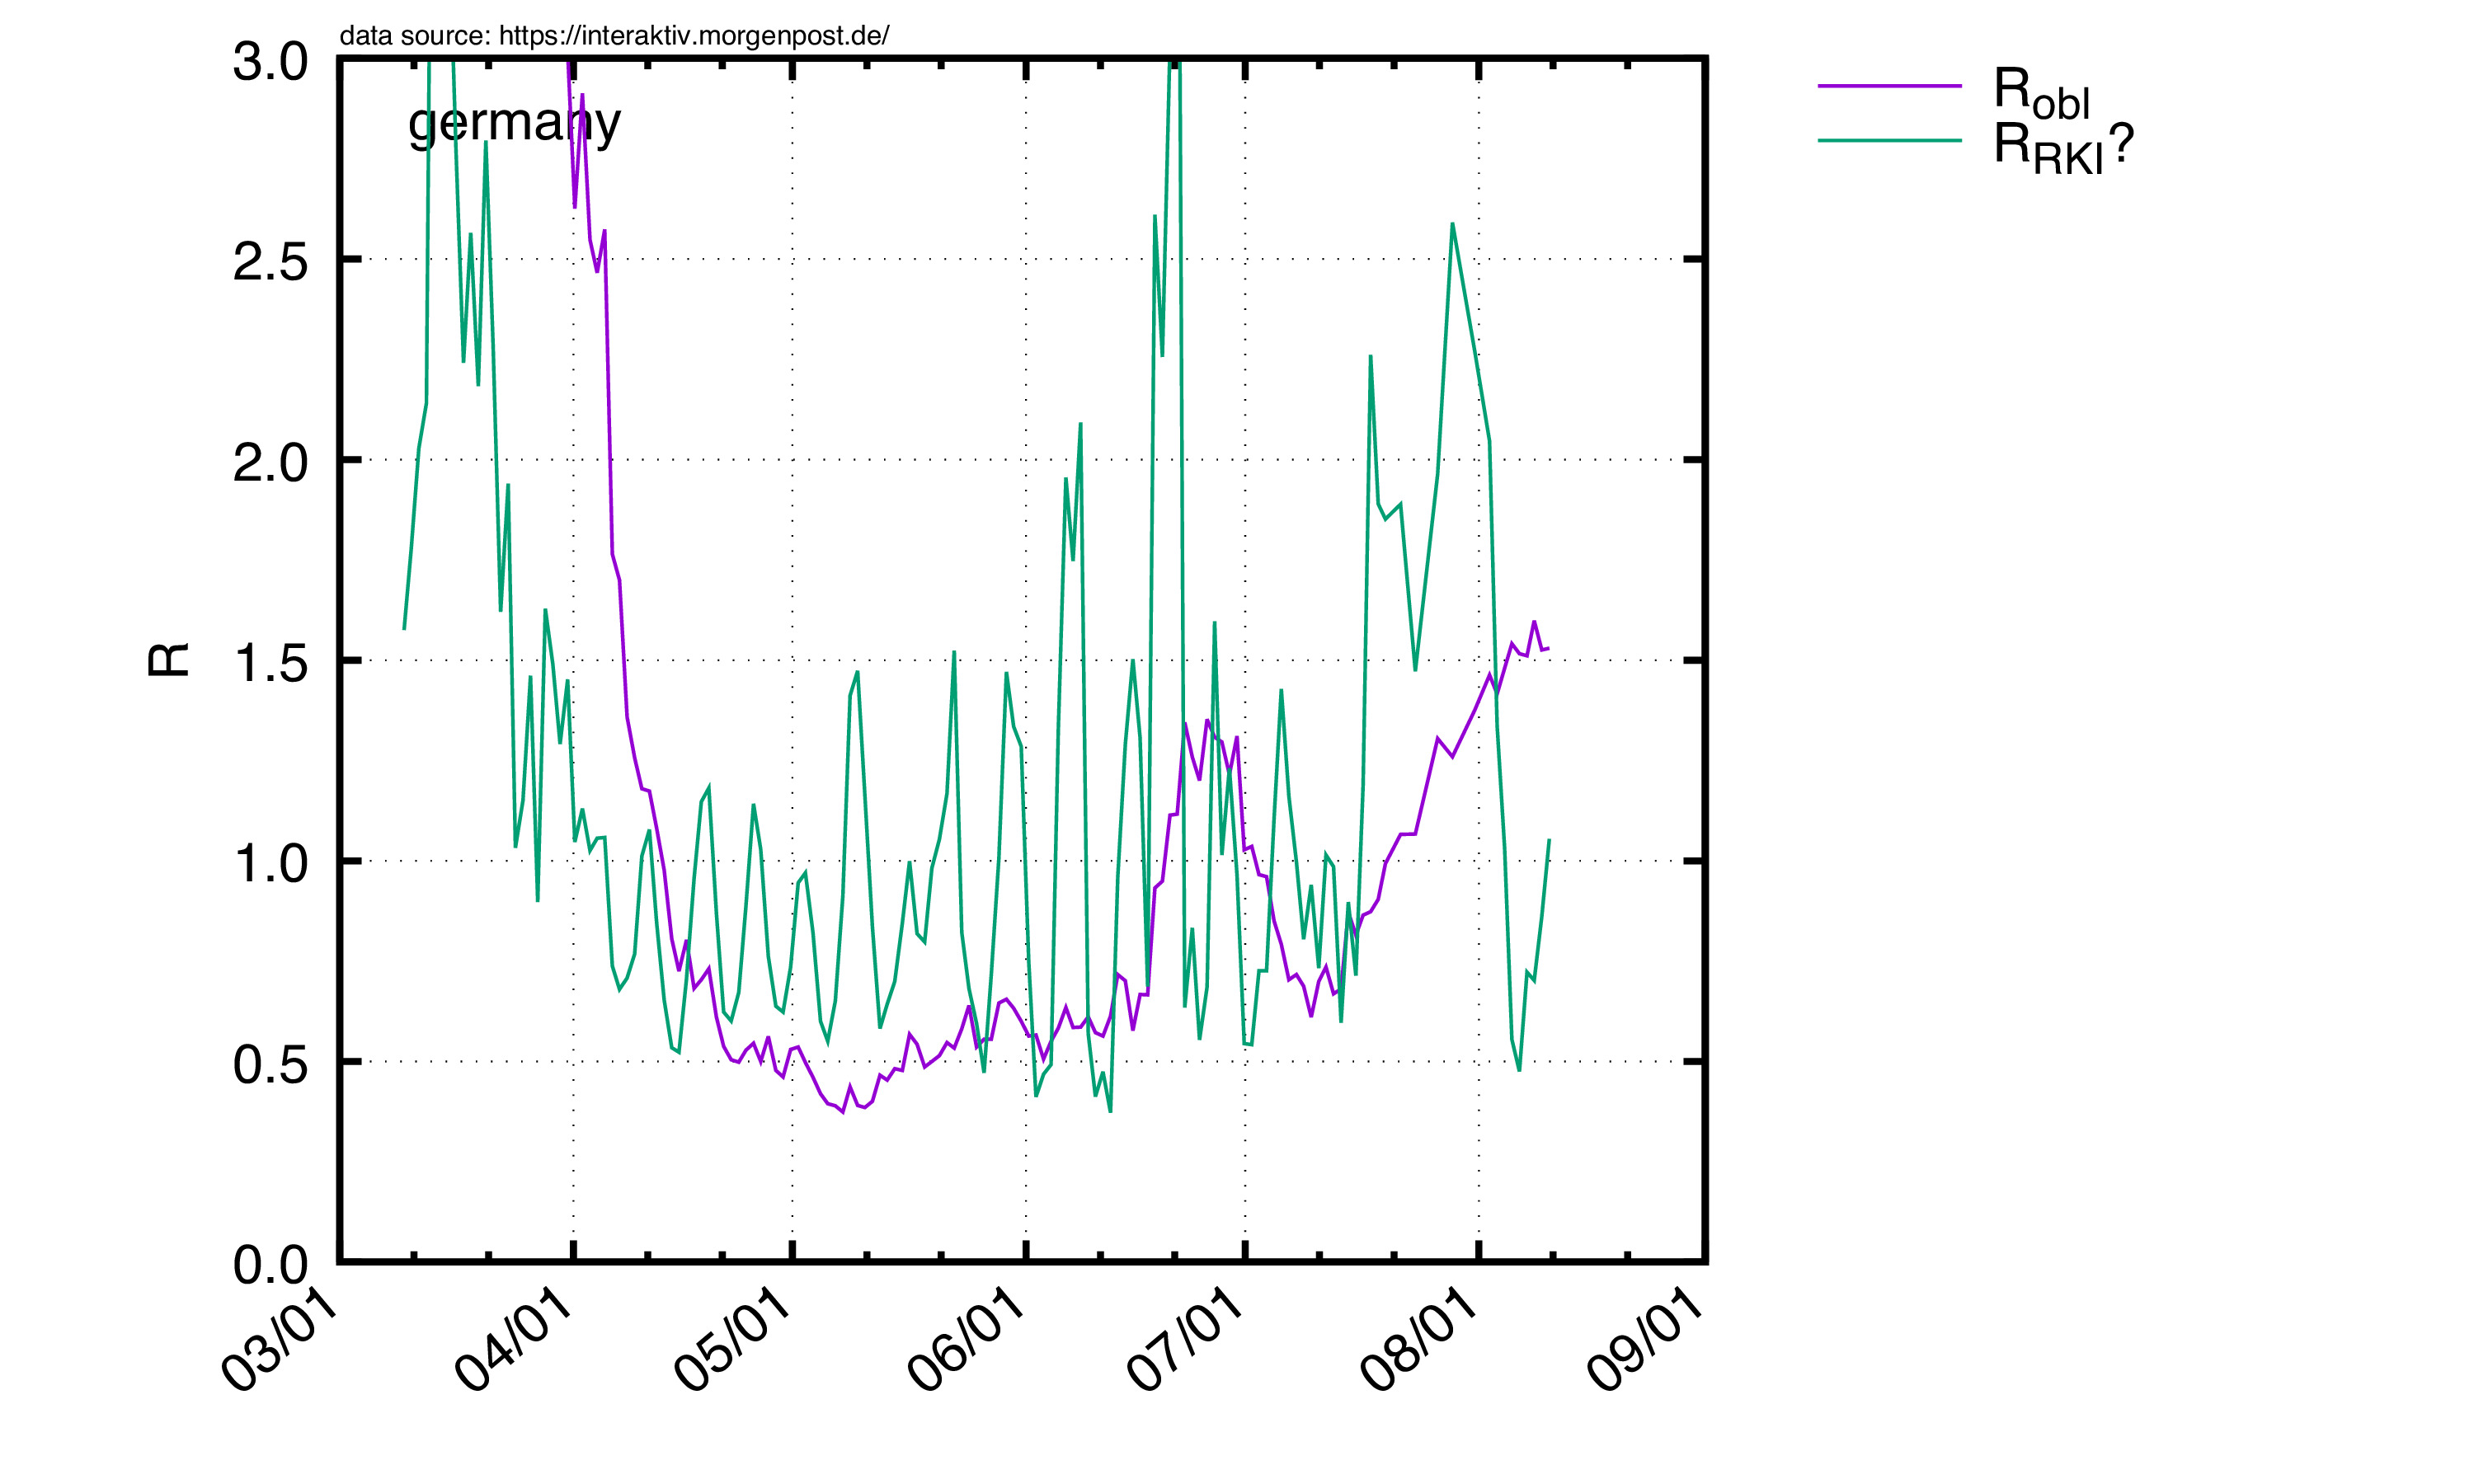 data source: https://interaktiv.morgenpost.de/
3.0
germany
R_obl
R_RKI?
2.5
2.0
1.5
R
1.0
0.5
0.0
03/01 04/01 05/01 06/01 07/01 08/01 09/01